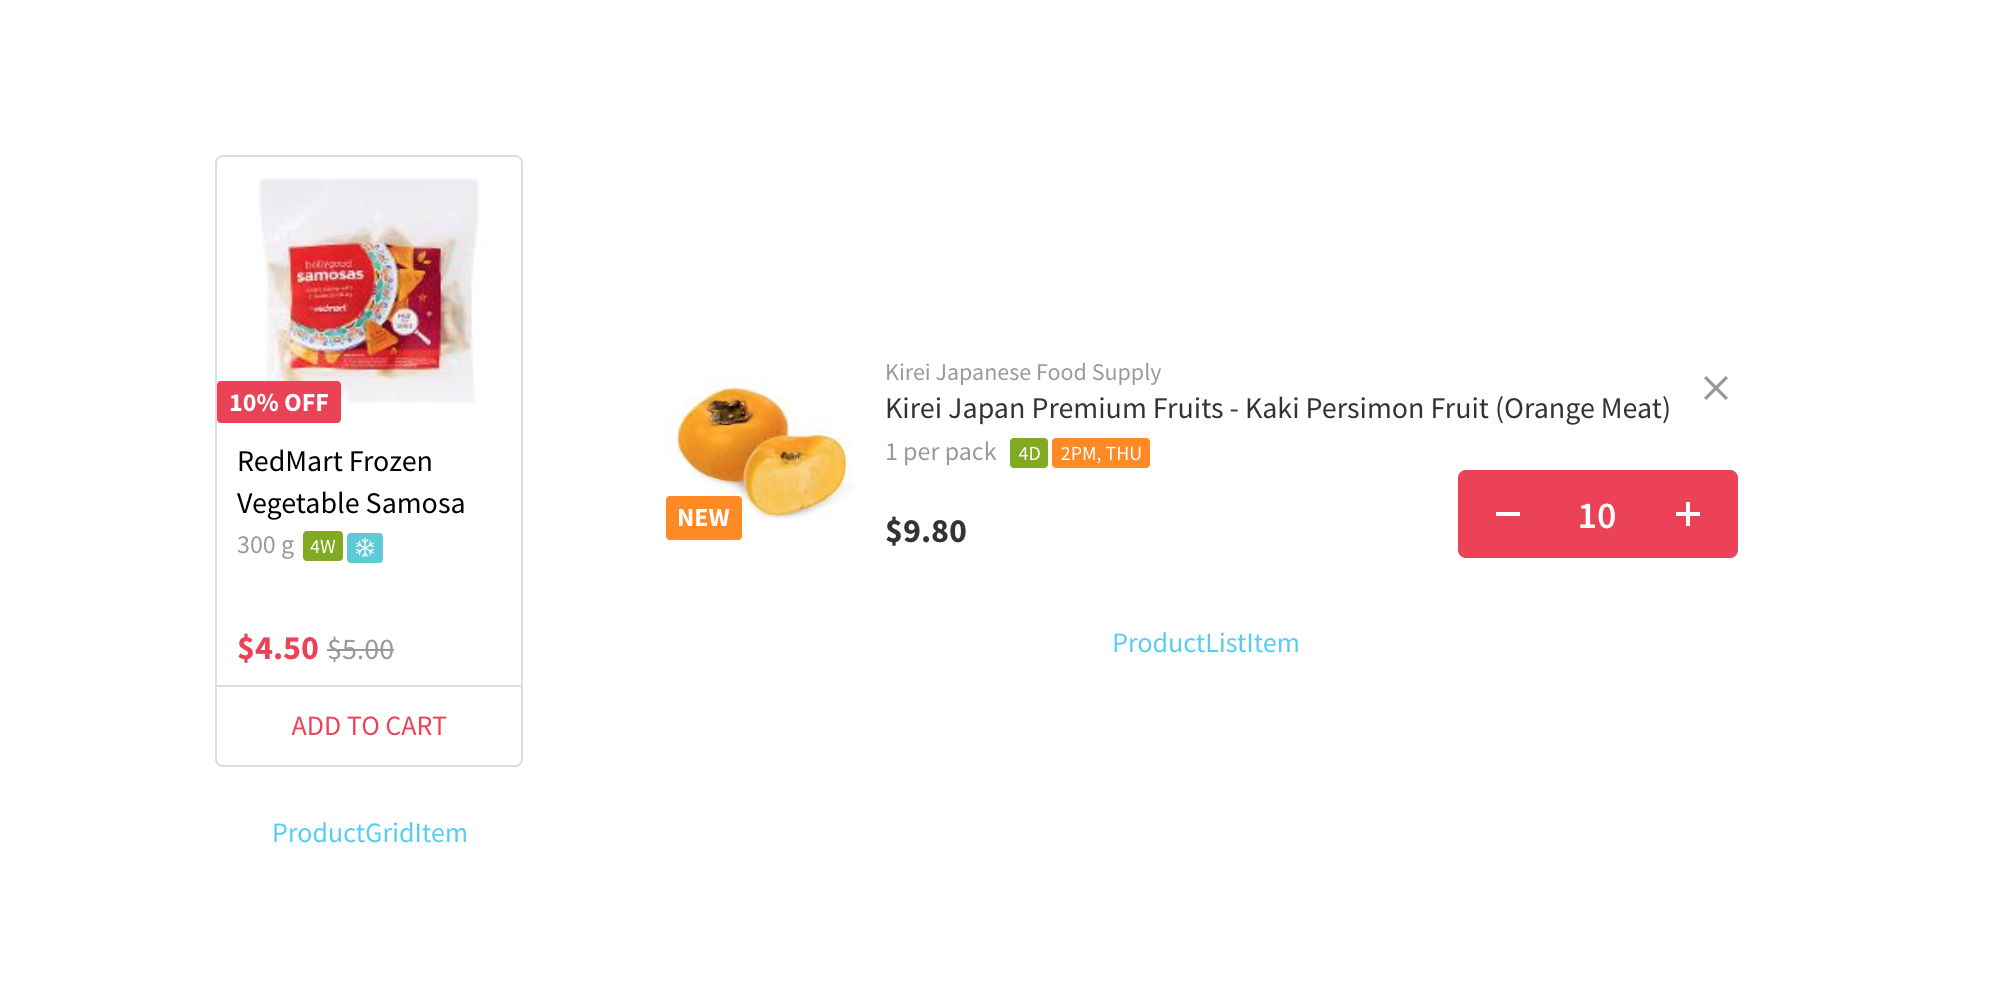 hollygood
samosas
redmart
10% OFF
RedMart Frozen
Vegetable Samosa
300 g 4W
$4.50 $5.00
ADD TO CART
ProductGridItem
Kirei Japanese Food Supply
Kirei Japan Premium Fruits - Kaki Persimon Fruit (Orange Meat)
1 per pack 4D 2PM, THU
NEW
$9.80
10
ProductListItem